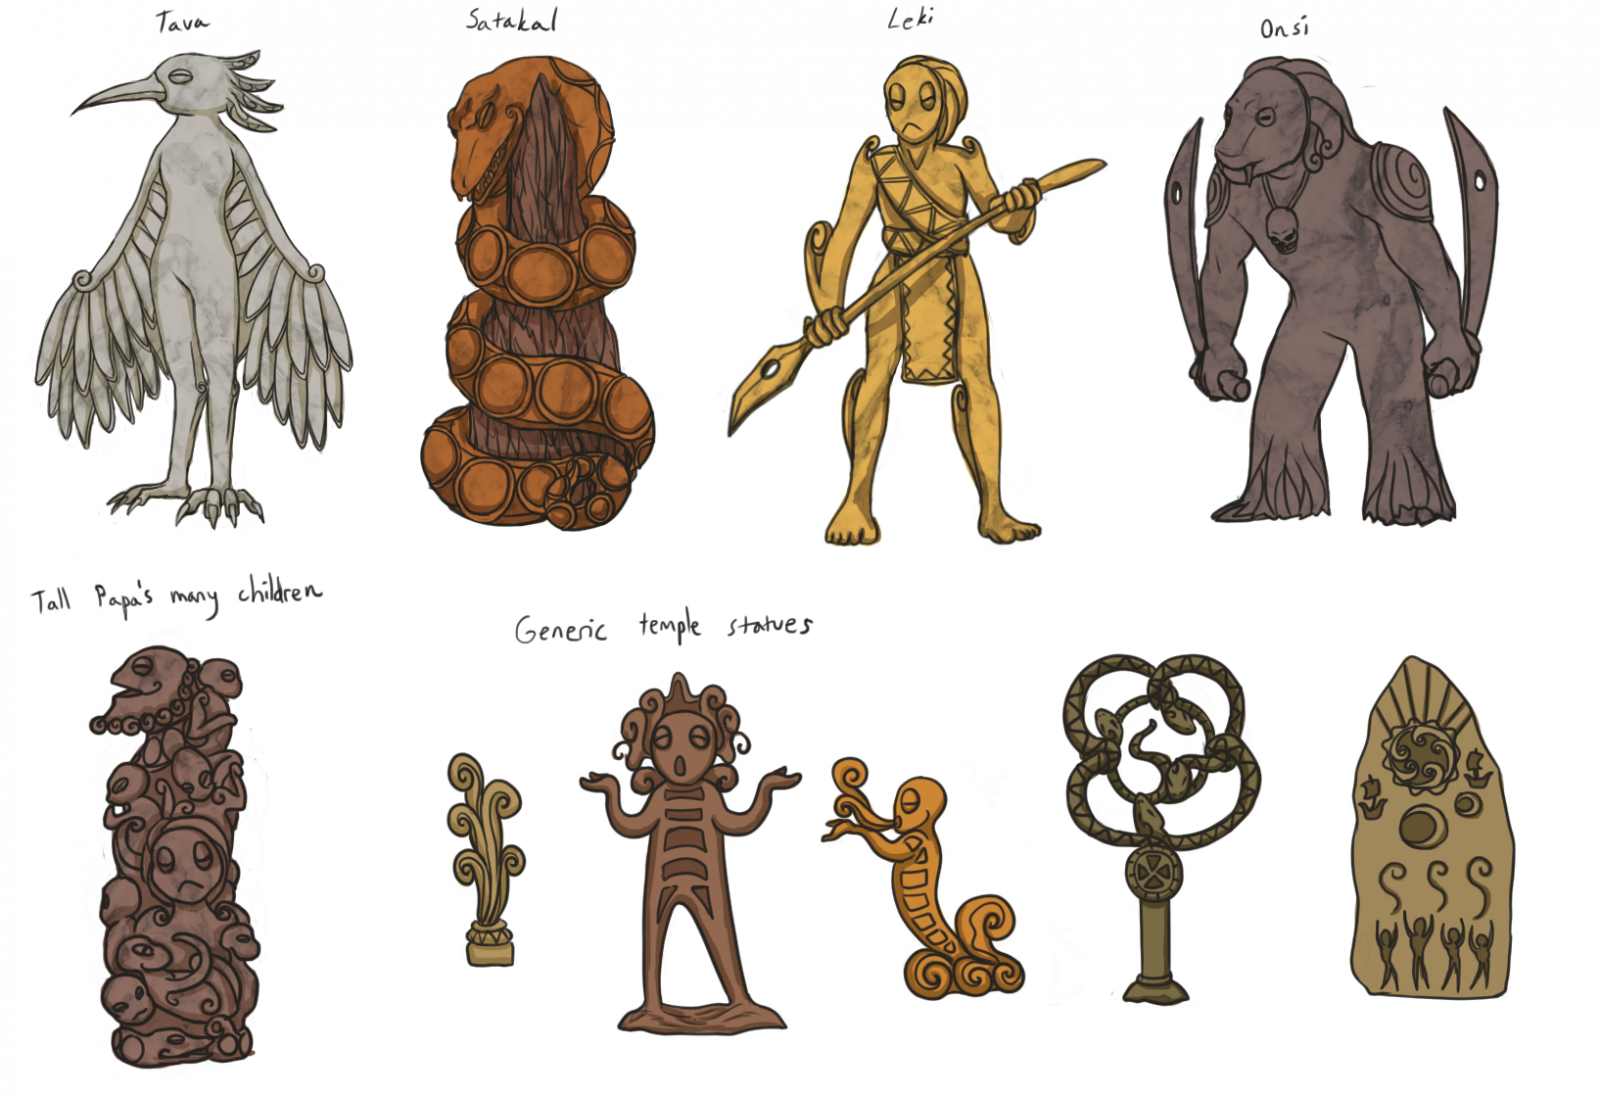 Tava
Satakal
Leki
Onsi
Tall Papa's many children
Generic temple statues